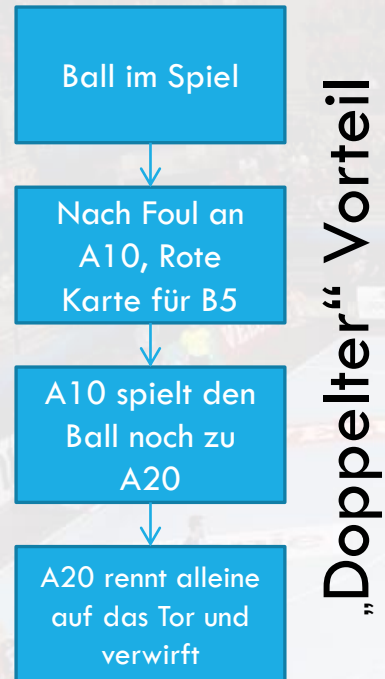 Ball im Spiel
Nach Foul an
A10, Rote
Karte für B5
A10 spielt den
Ball noch zu
A20
A20 rennt alleine
auf das Tor und
verwirft
„Doppelter“ Vorteil